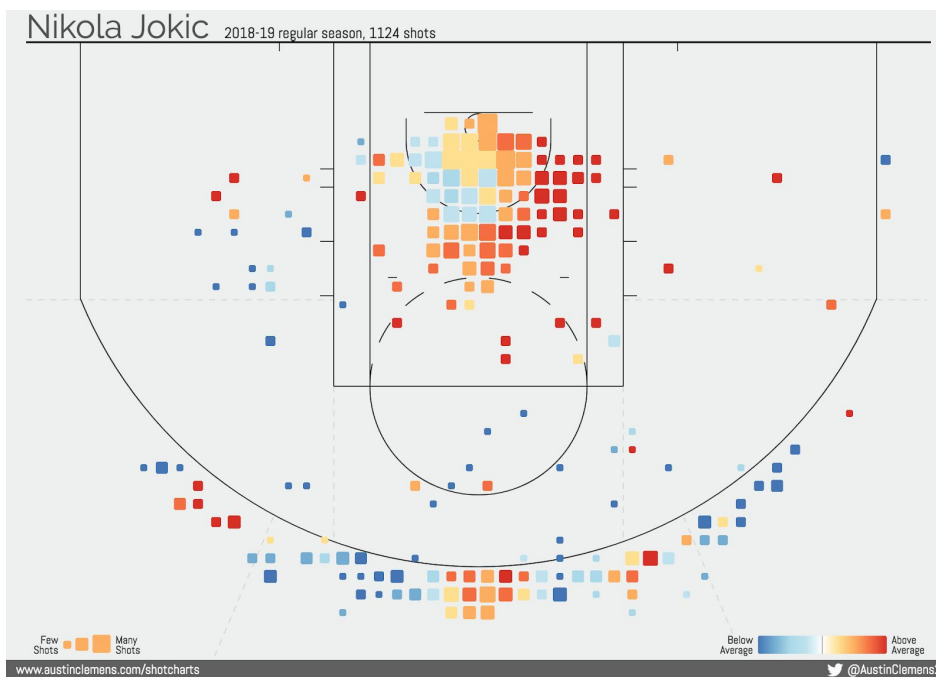 Nikola Jokic 2018-19 regular season, 1124 shots
Few
Shots
Many
Shots
Below
Average
Above
Average
www.austinclemens.com/shotcharts
@AustinClemens